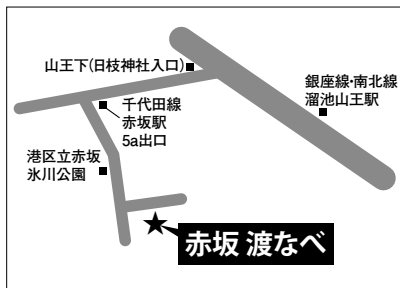 山王下(日枝神社入口)
銀座線・南北線
溜池山王駅
千代田線
赤坂駅
5a出口
港区立赤坂
氷川公園
赤坂 渡なべ